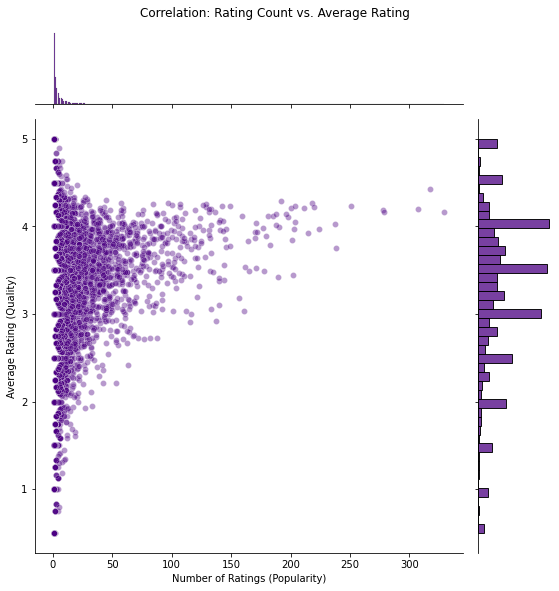 Correlation: Rating Count vs. Average Rating
5
4
3
2
1
Average Rating (Quality)
0 50 100 150 200 250 300
Number of Ratings (Popularity)